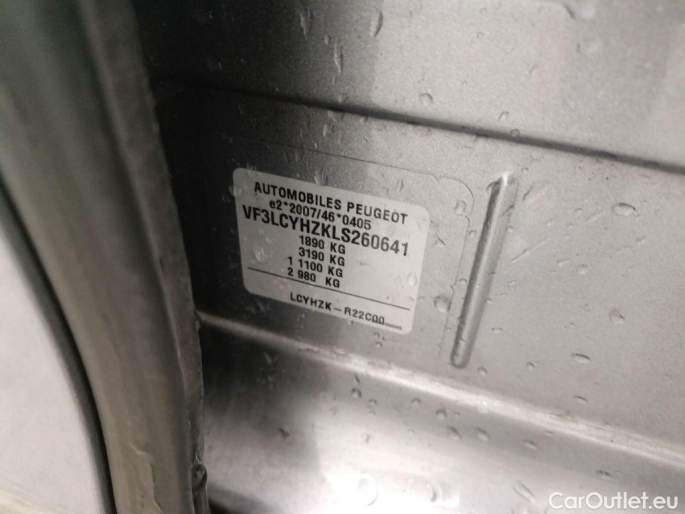 AUTOMOBILES PEUGEOT
e2*2007/46*0405
VF3LCYHZKLS260641
1890 KG
3190 KG
1 1100 KG
2 980 KG
LCYHZK-R22C00
CarOutlet.eu